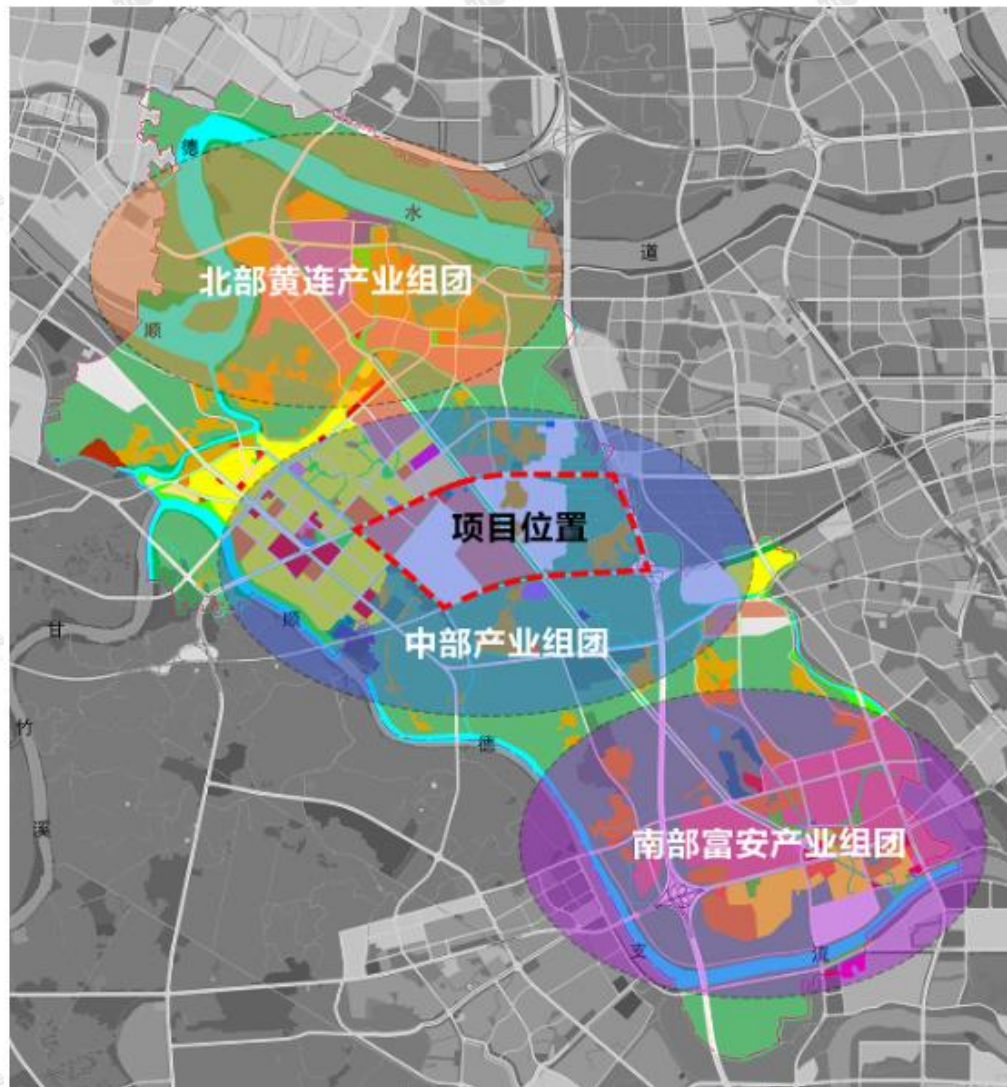 德
水
道
北部黄连产业组团
顺
项目位置
甘
顺
中部产业组团
竹
德
溪
南部富安产业组团
支
流